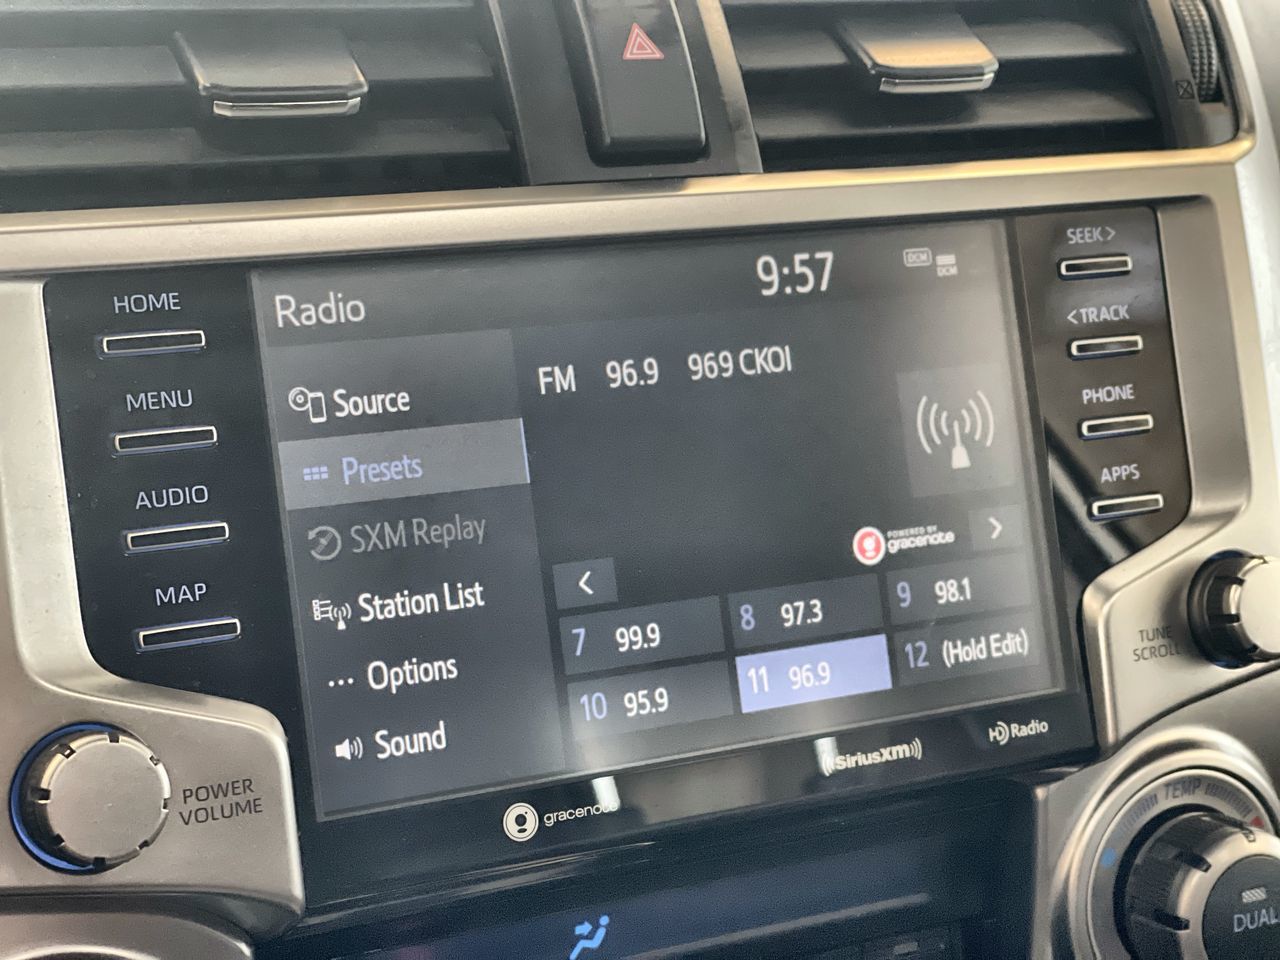 HOME
MENU
AUDIO
MAP
POWER
VOLUME
Radio
9:57
DCM
DCM
Source
Presets
SXM Replay
Station List
Options
Sound
FM 96.9 969 CKOI
POWERED BY
gracenote
<
>
7 99.9
8 97.3
9 98.1
10 95.9
11 96.9
12 (Hold Edit)
gracenote
SiriusXM
HD Radio
SEEK >
< TRACK
PHONE
APPS
TUNE
SCROLL
TEMP
DUAL